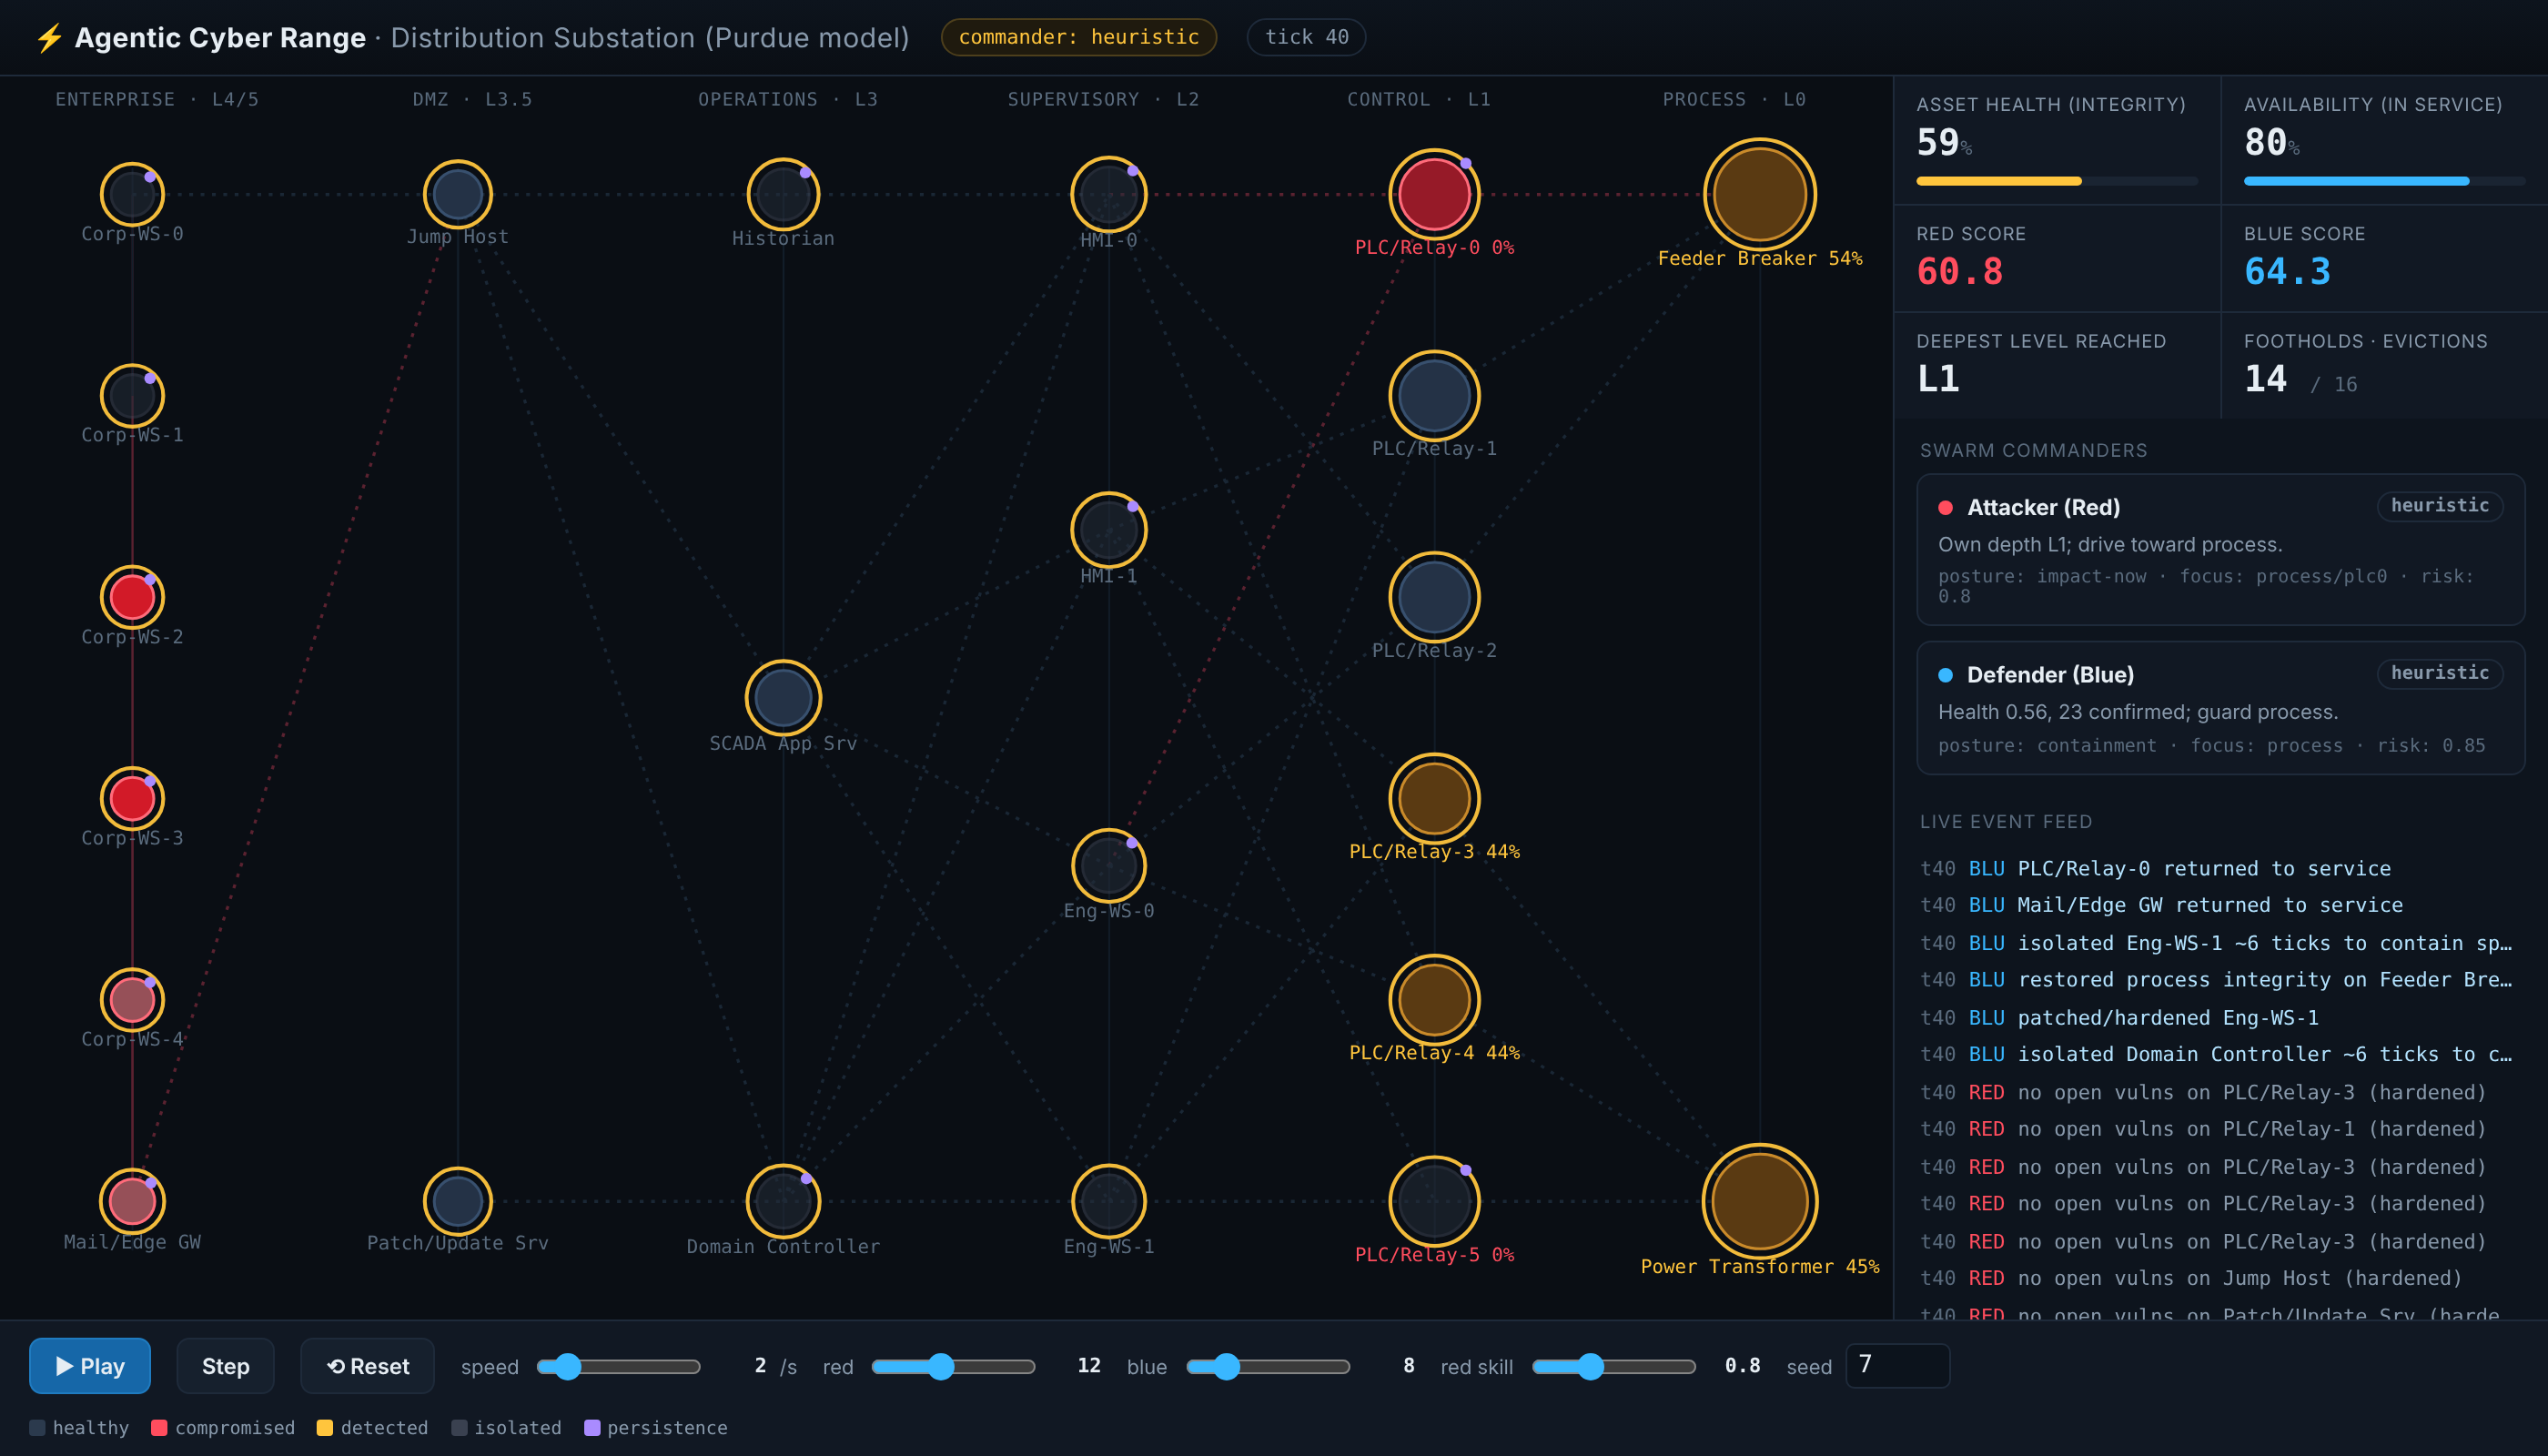 ⚡ Agentic Cyber Range · Distribution Substation (Purdue model)
commander: heuristic
tick 40
ENTERPRISE · L4/5
DMZ · L3.5
OPERATIONS · L3
SUPERVISORY · L2
CONTROL · L1
PROCESS · L0
Corp-WS-0
Jump Host
Historian
HMI-0
PLC/Relay-0 0%
Feeder Breaker 54%
Corp-WS-1
PLC/Relay-1
HMI-1
Corp-WS-2
PLC/Relay-2
SCADA App Srv
Corp-WS-3
PLC/Relay-3 44%
Eng-WS-0
Corp-WS-4
PLC/Relay-4 44%
Mail/Edge GW
Patch/Update Srv
Domain Controller
Eng-WS-1
PLC/Relay-5 0%
Power Transformer 45%
ASSET HEALTH (INTEGRITY)
59%
AVAILABILITY (IN SERVICE)
80%
RED SCORE
60.8
BLUE SCORE
64.3
DEEPEST LEVEL REACHED
L1
FOOTHOLDS · EVICTIONS
14 / 16
SWARM COMMANDERS
Attacker (Red)
heuristic
Own depth L1; drive toward process.
posture: impact-now · focus: process/plc0 · risk:
0.8
Defender (Blue)
heuristic
Health 0.56, 23 confirmed; guard process.
posture: containment · focus: process · risk: 0.85
LIVE EVENT FEED
t40 BLU PLC/Relay-0 returned to service
t40 BLU Mail/Edge GW returned to service
t40 BLU isolated Eng-WS-1 ~6 ticks to contain sp…
t40 BLU restored process integrity on Feeder Bre…
t40 BLU patched/hardened Eng-WS-1
t40 BLU isolated Domain Controller ~6 ticks to c…
t40 RED no open vulns on PLC/Relay-3 (hardened)
t40 RED no open vulns on PLC/Relay-1 (hardened)
t40 RED no open vulns on PLC/Relay-3 (hardened)
t40 RED no open vulns on PLC/Relay-3 (hardened)
t40 RED no open vulns on PLC/Relay-3 (hardened)
t40 RED no open vulns on Jump Host (hardened)
t40 RED no open vulns on Patch/Update Srv (harde…
▶ Play
Step
⟲ Reset
speed
2 /s
red
12
blue
8
red skill
0.8
seed
7
healthy
compromised
detected
isolated
persistence